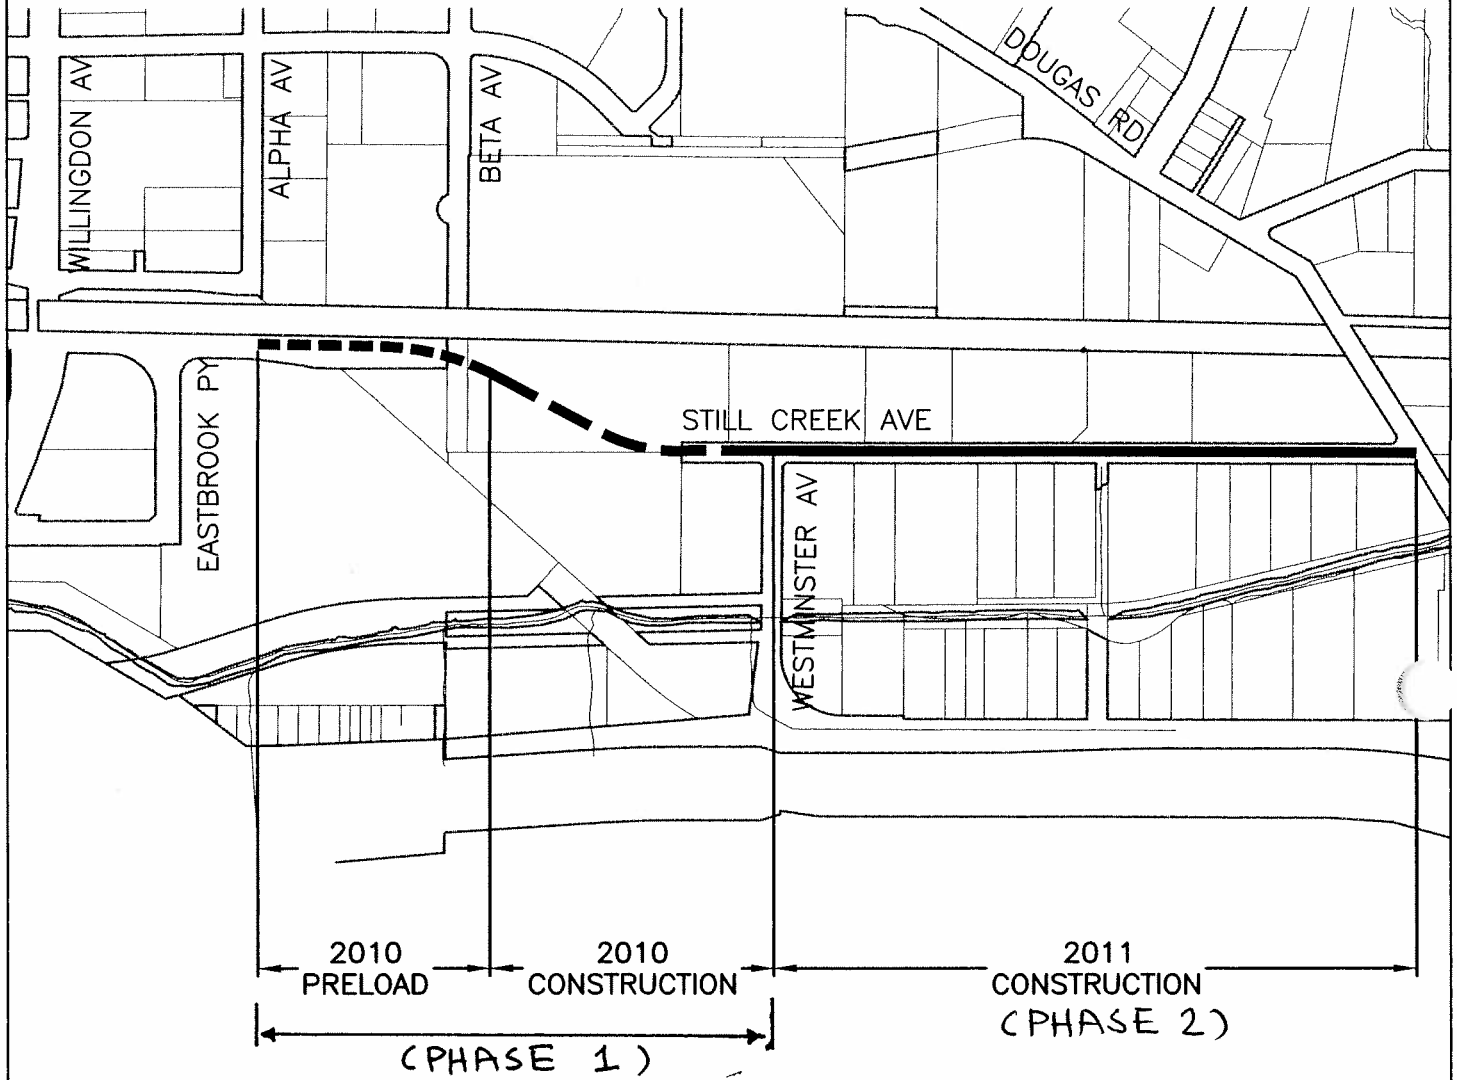 DOUGAS RD
WILLINGDON AV
ALPHA AV
BETA AV
EASTBROOK PY
STILL CREEK AVE
WESTMINSTER AV
2010
PRELOAD
2010
CONSTRUCTION
2011
CONSTRUCTION
(PHASE 2)
(PHASE 1)